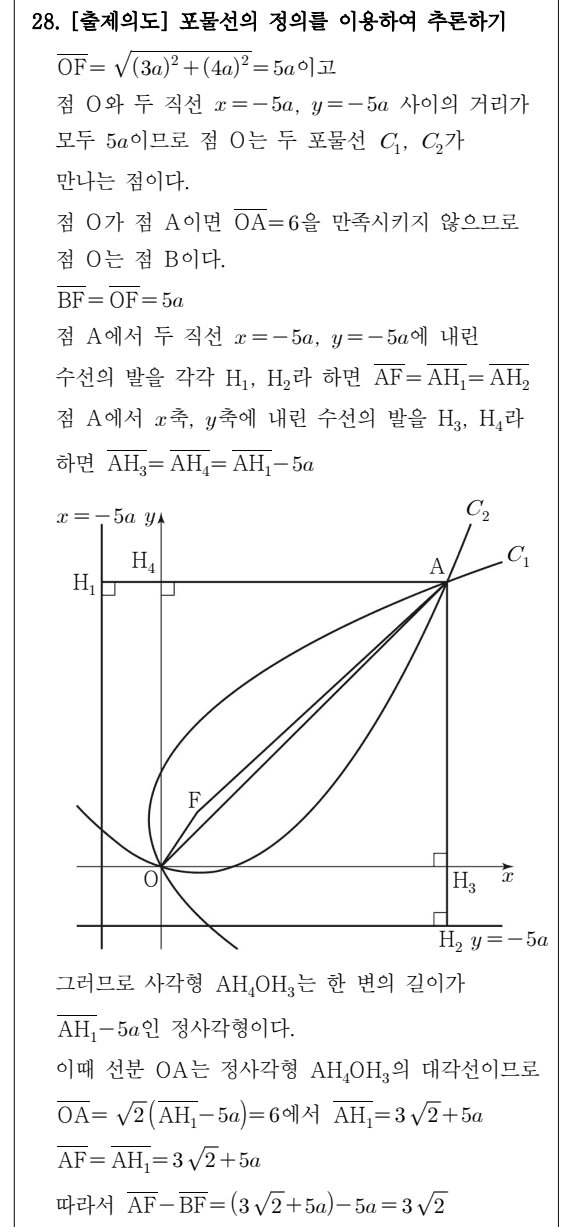 28. [출제의도] 포물선의 정의를 이용하여 추론하기
OF̅ = √((3a)²+(4a)²) = 5a이고
점 O와 두 직선 x=−5a, y=−5a 사이의 거리가
모두 5a이므로 점 O는 두 포물선 C₁, C₂가
만나는 점이다.
점 O가 점 A이면 OA̅=6을 만족시키지 않으므로
점 O는 점 B이다.
BF̅ = OF̅ = 5a
점 A에서 두 직선 x=−5a, y=−5a에 내린
수선의 발을 각각 H₁, H₂라 하면 AF̅ = AH₁̅ = AH₂̅
점 A에서 x축, y축에 내린 수선의 발을 H₃, H₄라
하면 AH₃̅ = AH₄̅ = AH₁̅ − 5a
x=−5a y C₂
H₄ A C₁
H₁
F
O H₃ x
H₂ y=−5a
그러므로 사각형 AH₄OH₃는 한 변의 길이가
AH₁̅ − 5a인 정사각형이다.
이때 선분 OA는 정사각형 AH₄OH₃의 대각선이므로
OA̅ = √2(AH₁̅ − 5a) = 6에서 AH₁̅ = 3√2 + 5a
AF̅ = AH₁̅ = 3√2 + 5a
따라서 AF̅ − BF̅ = (3√2 + 5a) − 5a = 3√2